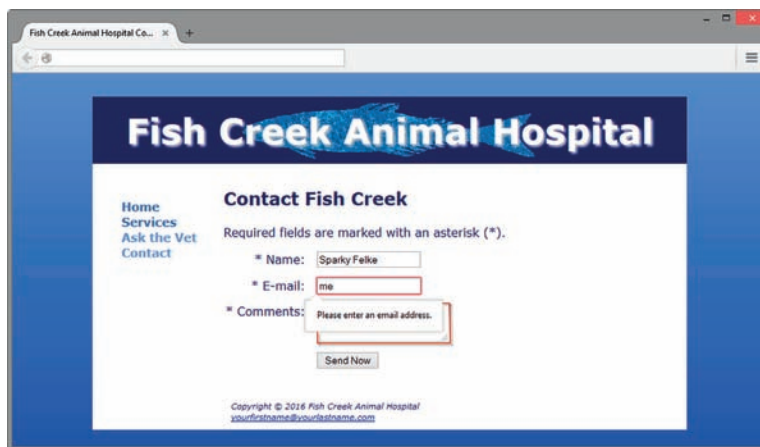 Fish Creek Animal Hospital Co...
Fish Creek Animal Hospital
Home
Services
Ask the Vet
Contact
Contact Fish Creek
Required fields are marked with an asterisk (*).
* Name: Sparky Felke
* E-mail: me
* Comments:
Please enter an email address.
Send Now
Copyright © 2016 Fish Creek Animal Hospital
yourfirstname@yourlastname.com